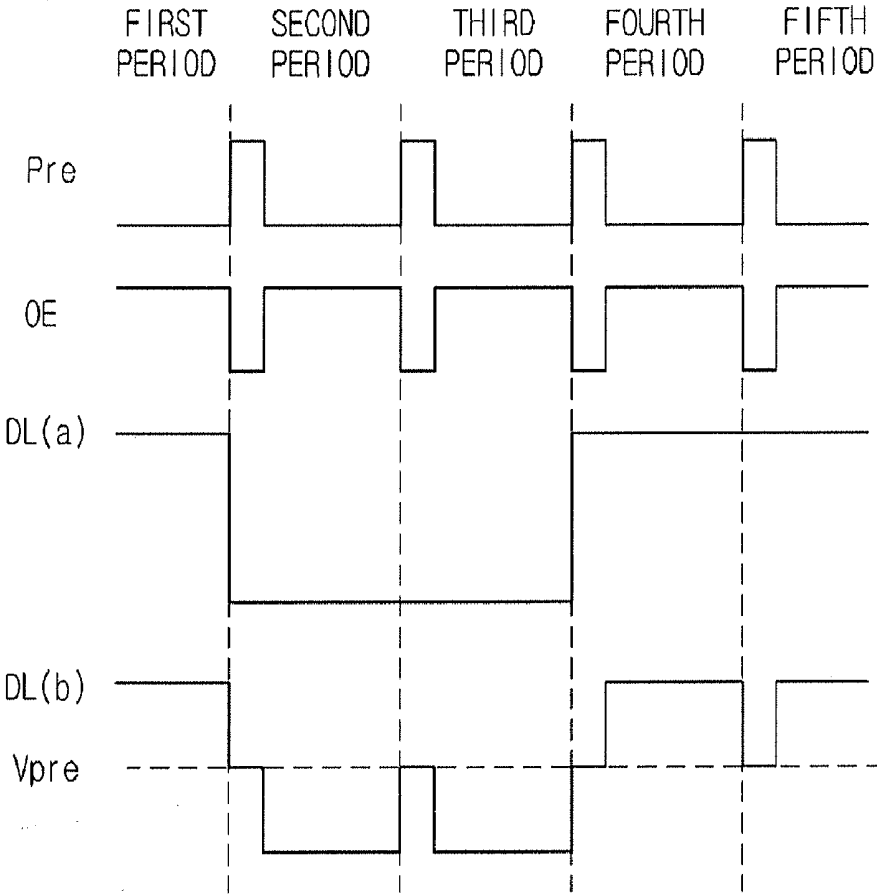 FIRST PERIOD
SECOND PERIOD
THIRD PERIOD
FOURTH PERIOD
FIFTH PERIOD
Pre
OE
DL(a)
DL(b)
Vpre